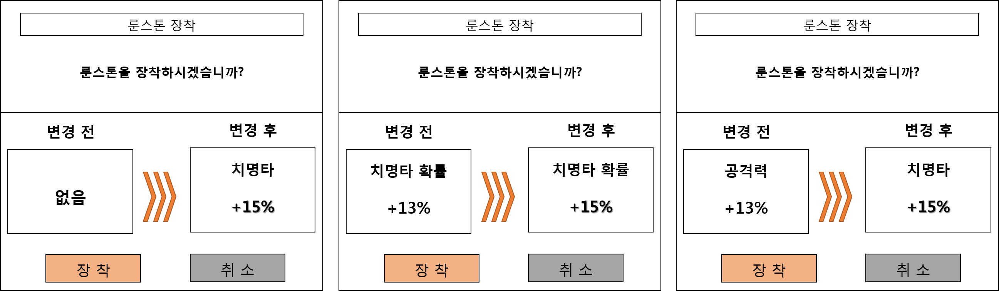 룬스톤 장착
룬스톤을 장착하시겠습니까?
변경 전
변경 후
없음
치명타
+15%
장 착
취 소
룬스톤 장착
룬스톤을 장착하시겠습니까?
변경 전
변경 후
치명타 확률
+13%
치명타 확률
+15%
장 착
취 소
룬스톤 장착
룬스톤을 장착하시겠습니까?
변경 전
변경 후
공격력
+13%
치명타
+15%
장 착
취 소